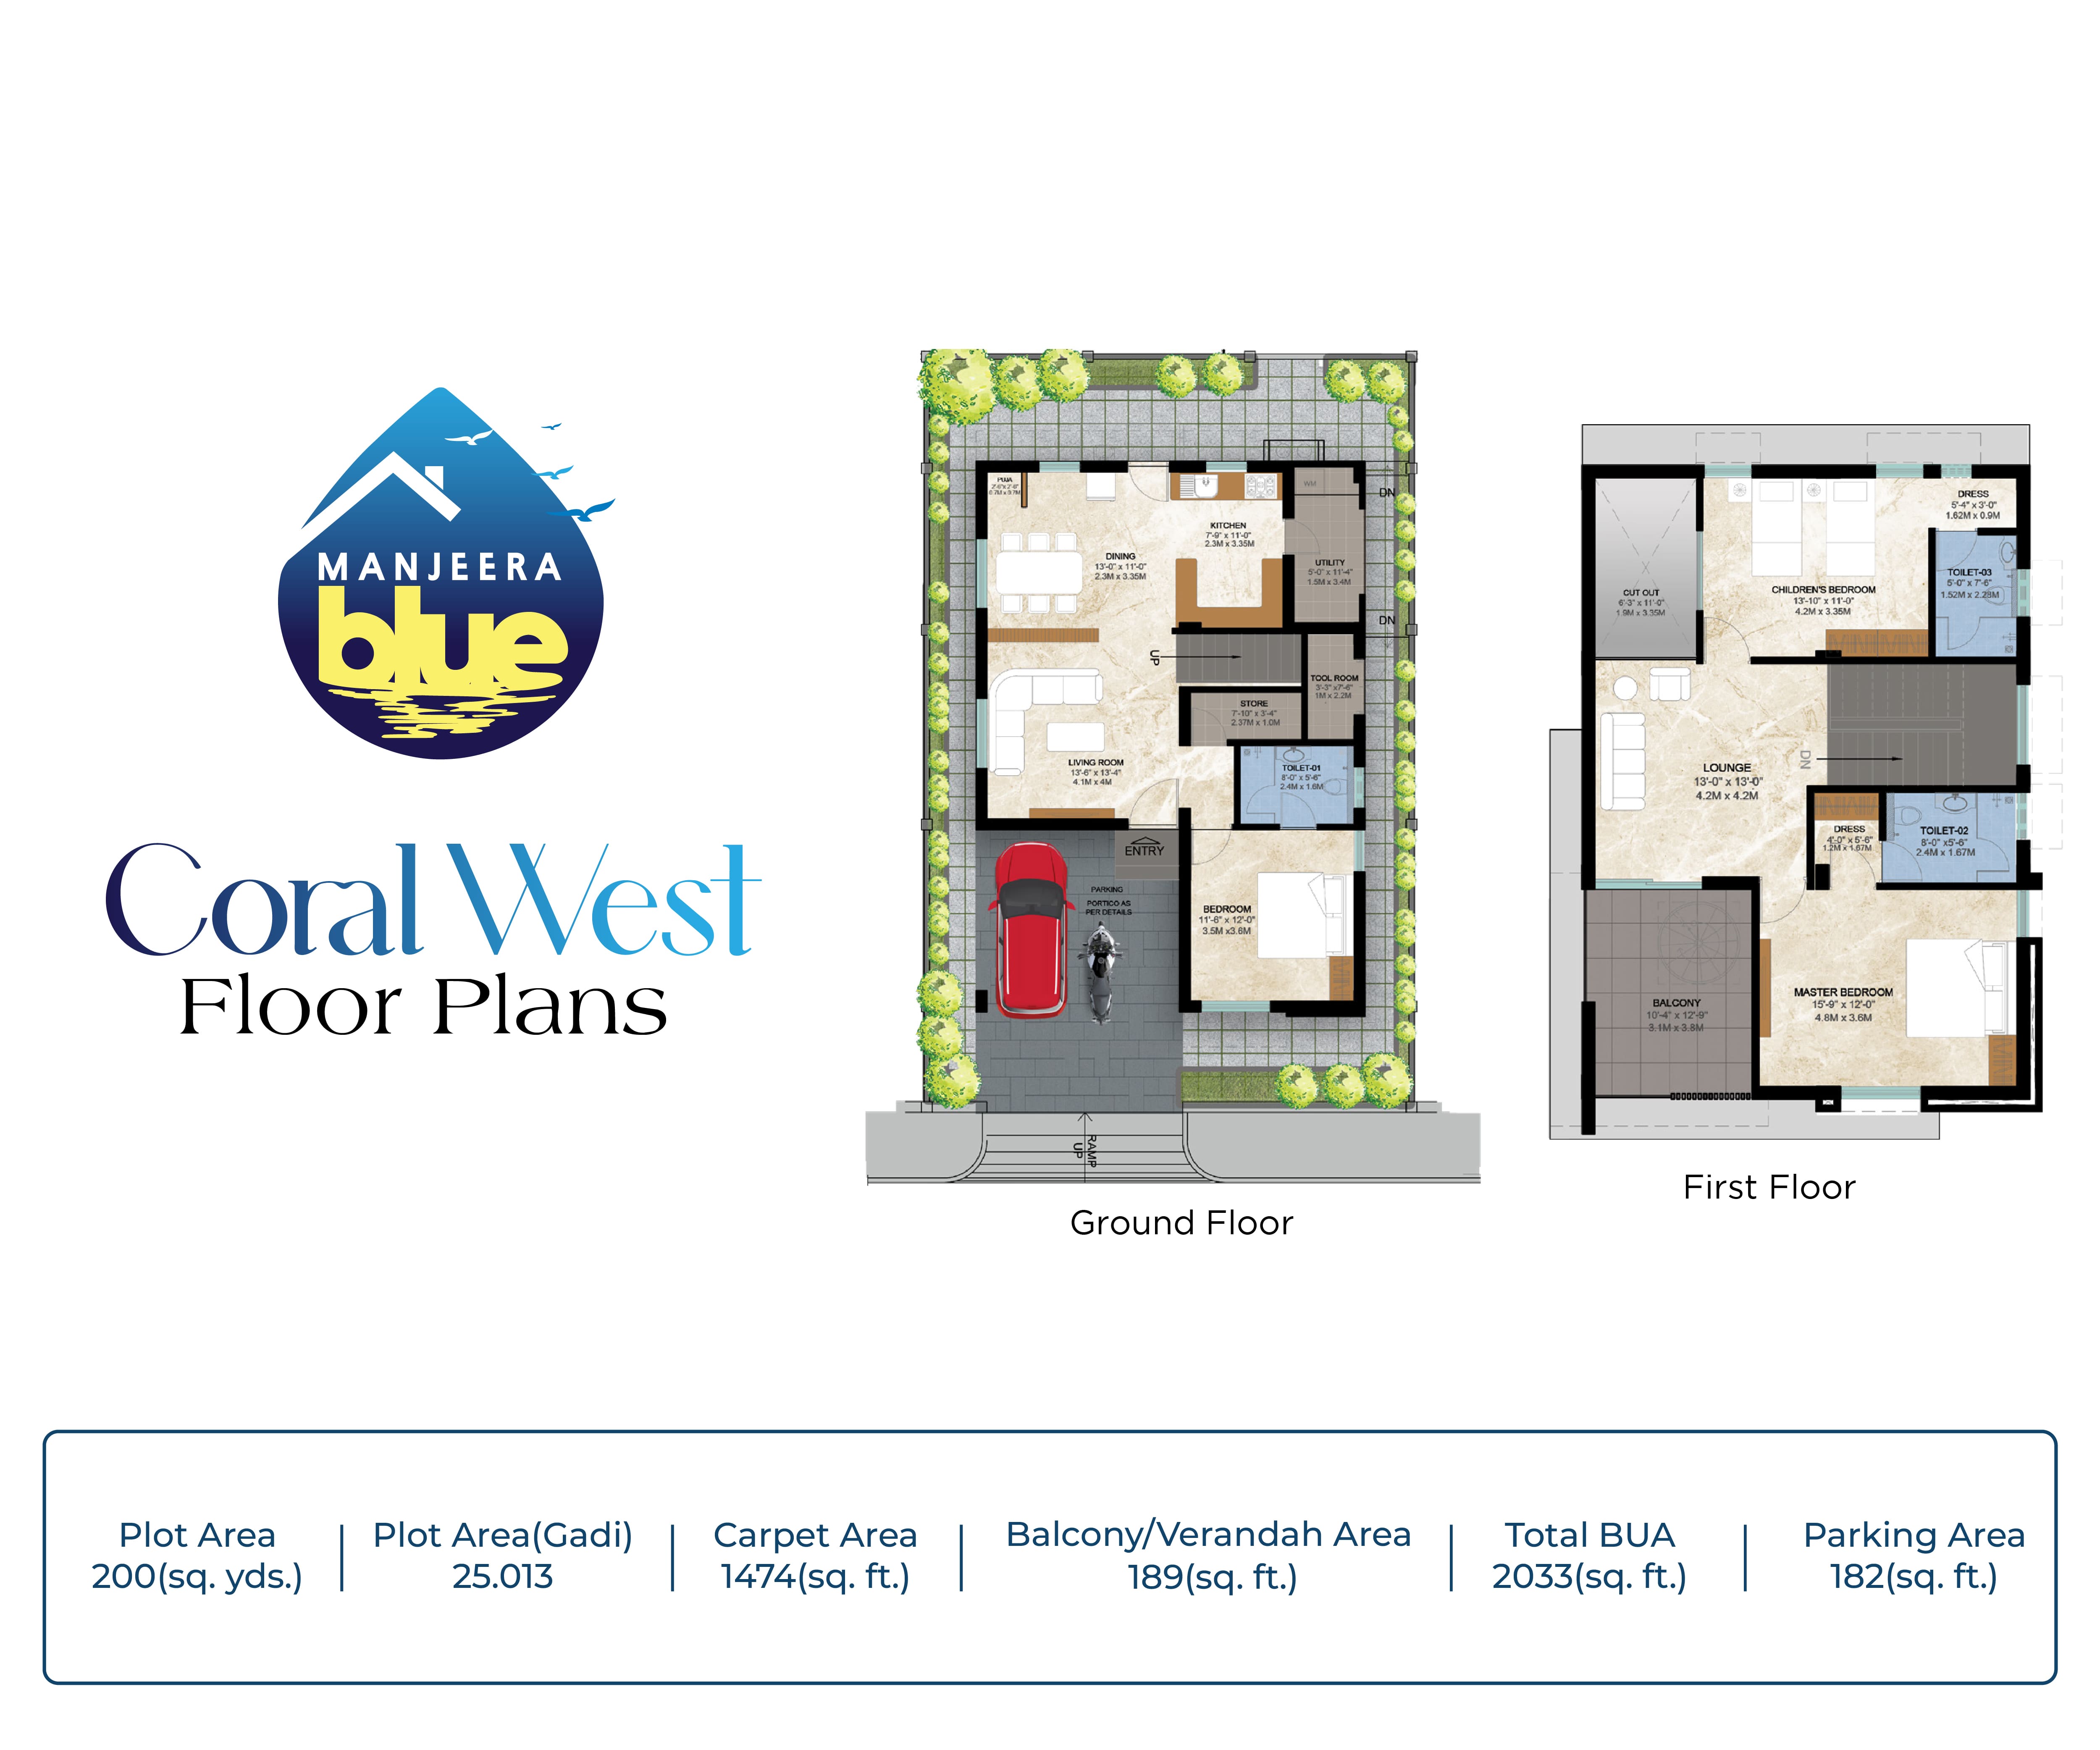 MANJEERA
blue
Coral West
Floor Plans
PUJA
2'-6"x 2'-6"
0.7M x 0.7M
DINING
13'-0" x 11'-0"
2.3M x 3.35M
KITCHEN
7'-9" x 11'-0"
2.3M x 3.35M
WM
UTILITY
5'-0" x 11'-4"
1.5M x 3.4M
DN
DN
UP
TOOL ROOM
3'-3" x7'-6"
1M x 2.2M
STORE
7'-10" x 3'-4"
2.37M x 1.0M
LIVING ROOM
13'-6" x 13'-4"
4.1M x 4M
TOILET-01
8'-0" x 5'-6"
2.4M x 1.6M
ENTRY
PARKING
PORTICO AS
PER DETAILS
BEDROOM
11'-6" x 12'-0"
3.5M x3.6M
RAMP
UP
Ground Floor
DRESS
5'-4" x 3'-0"
1.62M x 0.9M
CUT OUT
6'-3" x 11'-0"
1.9M x 3.35M
CHILDREN'S BEDROOM
13'-10" x 11'-0"
4.2M x 3.35M
TOILET-03
5'-0" x 7'-6"
1.52M x 2.28M
LOUNGE
13'-0" x 13'-0"
4.2M x 4.2M
DN
DRESS
4'-0" x 5'-6"
1.2M x 1.67M
TOILET-02
8'-0" x5'-6"
2.4M x 1.67M
BALCONY
10'-4" x 12'-9"
3.1M x 3.8M
MASTER BEDROOM
15'-9" x 12'-0"
4.8M x 3.6M
First Floor
Plot Area
200(sq. yds.)
Plot Area(Gadi)
25.013
Carpet Area
1474(sq. ft.)
Balcony/Verandah Area
189(sq. ft.)
Total BUA
2033(sq. ft.)
Parking Area
182(sq. ft.)